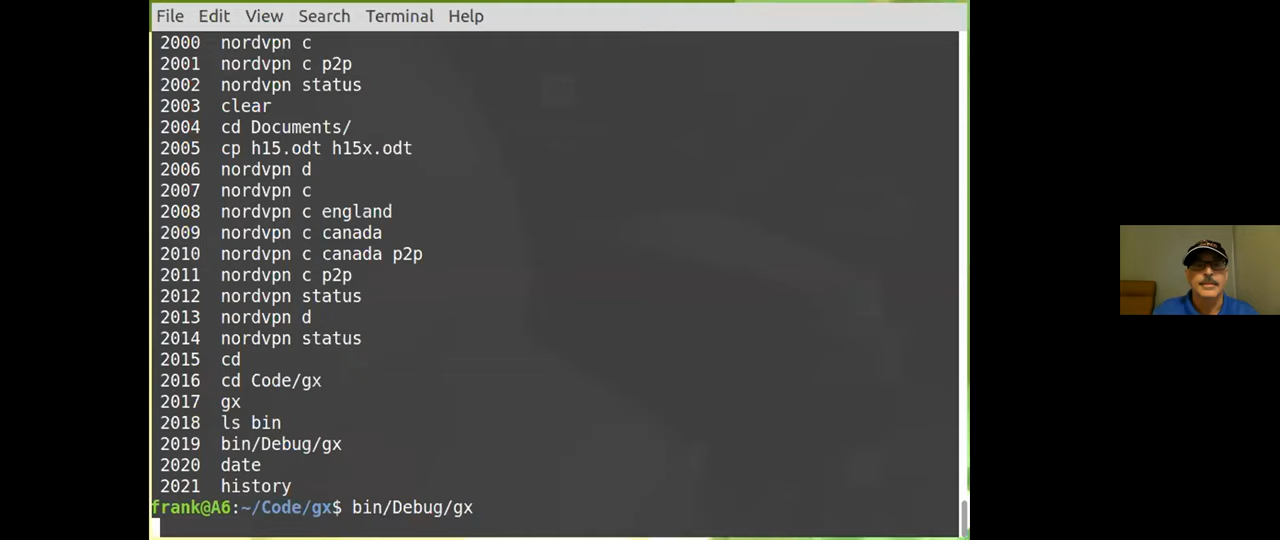 File Edit View Search Terminal Help
2000 nordvpn c
2001 nordvpn c p2p
2002 nordvpn status
2003 clear
2004 cd Documents/
2005 cp h15.odt h15x.odt
2006 nordvpn d
2007 nordvpn c
2008 nordvpn c england
2009 nordvpn c canada
2010 nordvpn c canada p2p
2011 nordvpn c p2p
2012 nordvpn status
2013 nordvpn d
2014 nordvpn status
2015 cd
2016 cd Code/gx
2017 gx
2018 ls bin
2019 bin/Debug/gx
2020 date
2021 history
frank@A6:~/Code/gx$ bin/Debug/gx